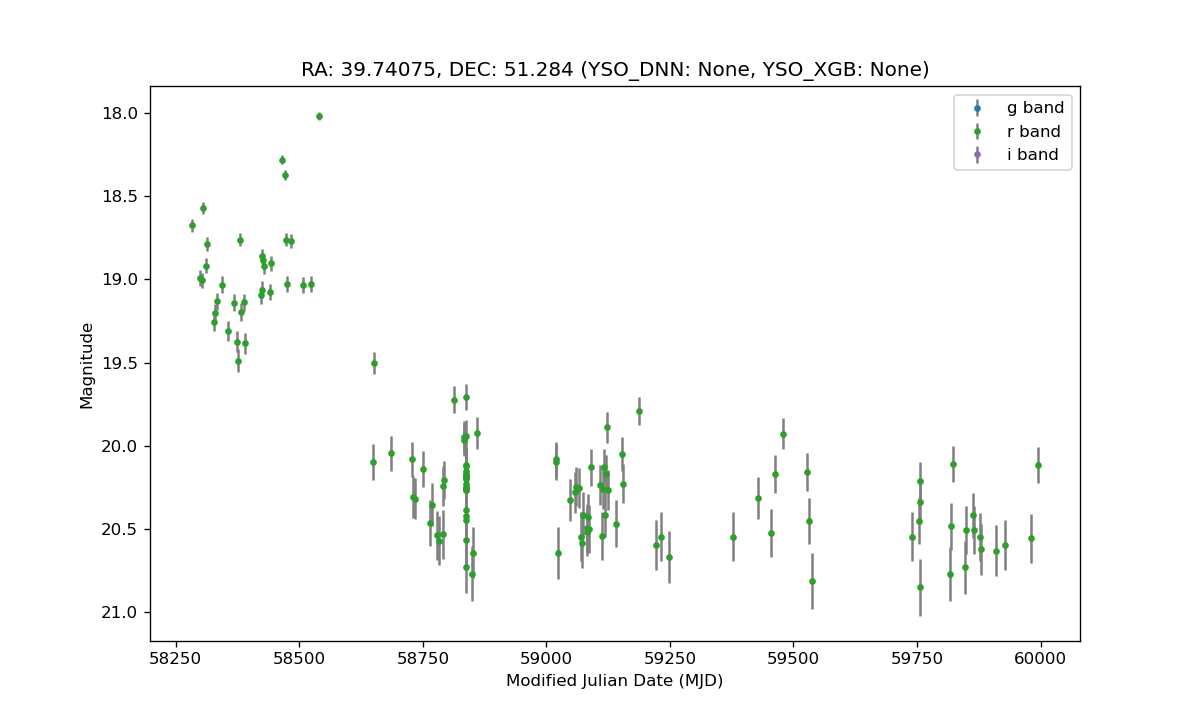 RA: 39.74075, DEC: 51.284 (YSO_DNN: None, YSO_XGB: None)
g band
r band
i band
18.0
18.5
19.0
19.5
20.0
20.5
21.0
Magnitude
58250 58500 58750 59000 59250 59500 59750 60000
Modified Julian Date (MJD)